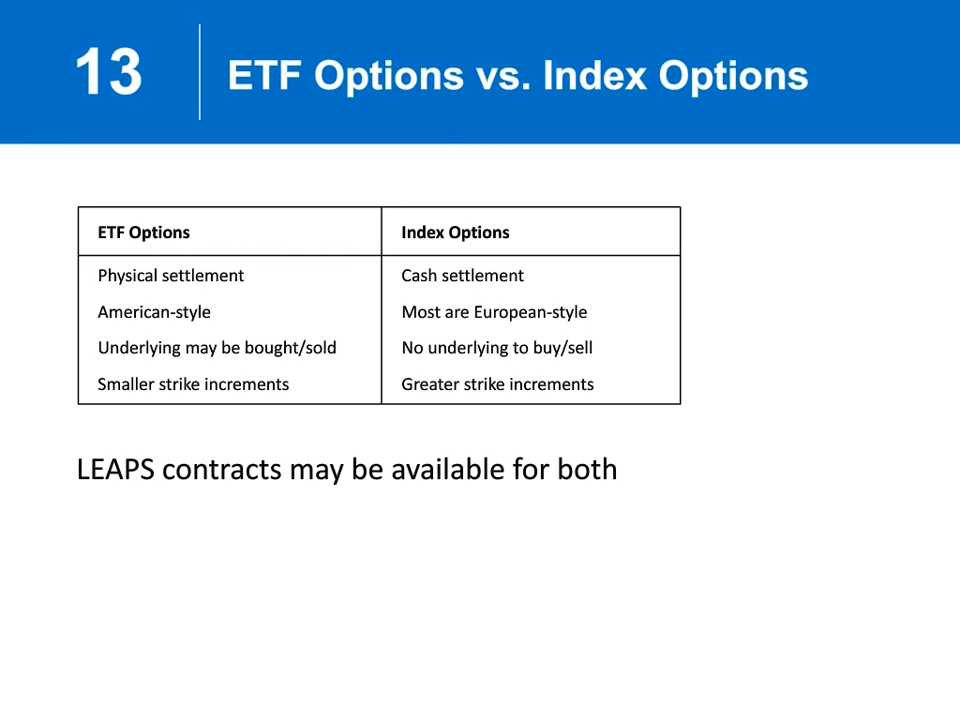 13
ETF Options vs. Index Options
ETF Options
Index Options
Physical settlement
Cash settlement
American-style
Most are European-style
Underlying may be bought/sold
No underlying to buy/sell
Smaller strike increments
Greater strike increments
LEAPS contracts may be available for both